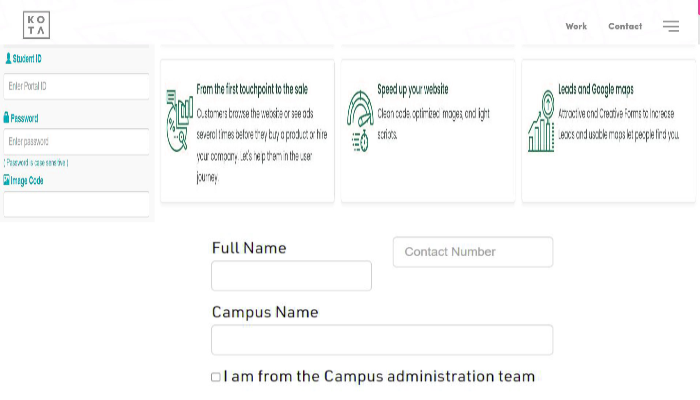 KO
TA
Work
Contact
Student ID
Enter Portal ID
Password
Enter password
( Password is case sensitive )
Image Code
From the first touchpoint to the sale
Customers browse the website or see ads
several times before they buy a product or hire
your company. Let's help them in the user
journey.
Speed up your website
Clean code, optimized images, and light
scripts.
Leads and Google maps
Attractive and Creative Forms to Increase
Leads and usable maps let people find you.
Full Name
Contact Number
Campus Name
I am from the Campus administration team